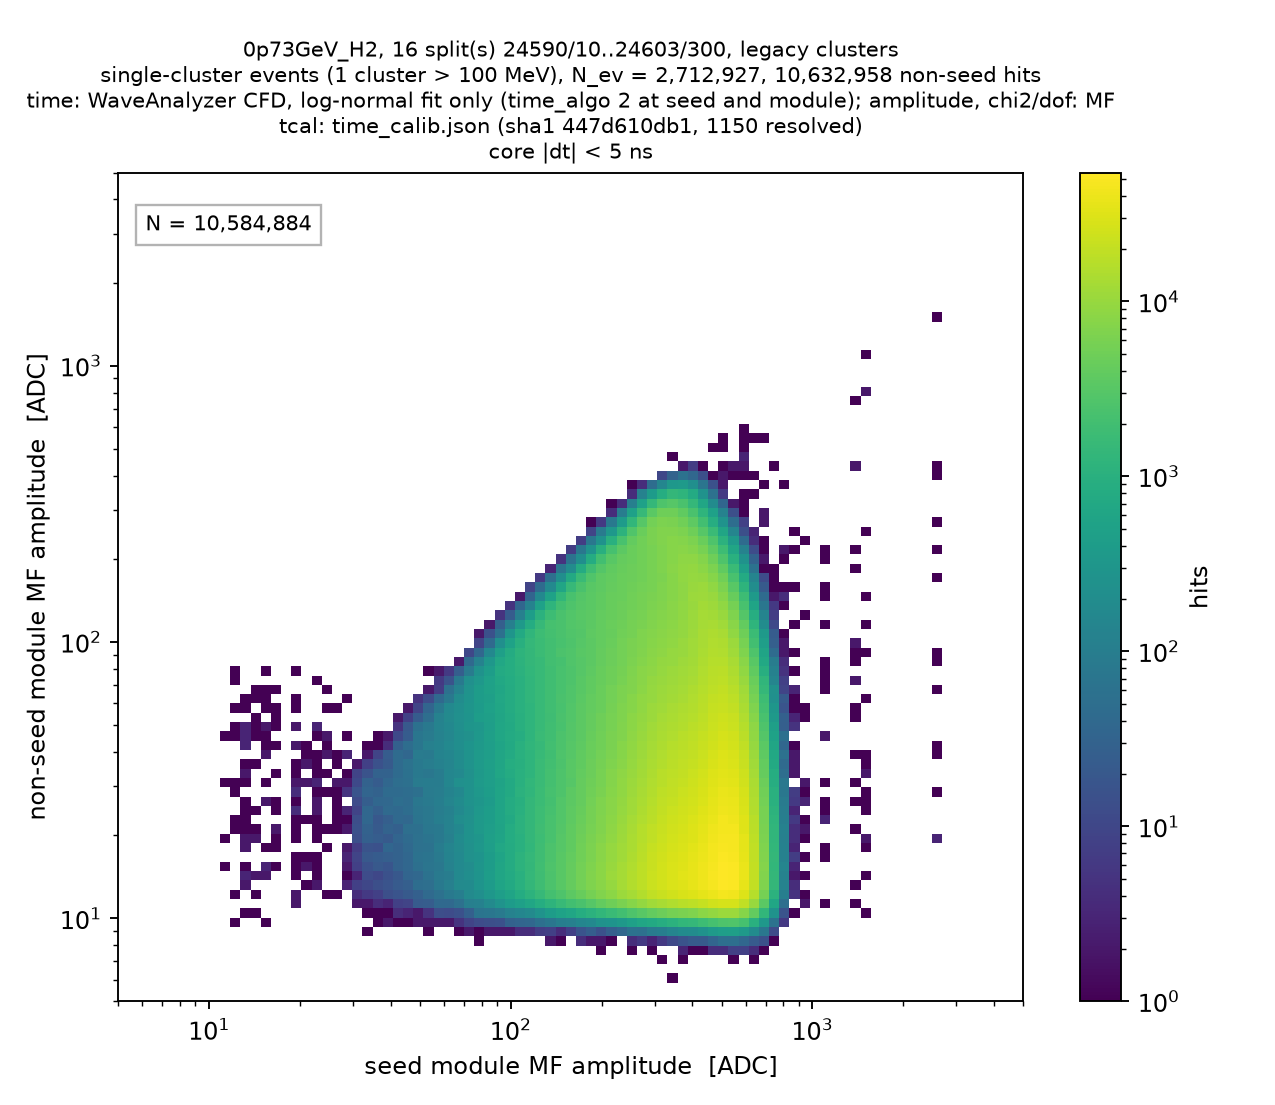 0p73GeV_H2, 16 split(s) 24590/10..24603/300, legacy clusters
single-cluster events (1 cluster > 100 MeV), N_ev = 2,712,927, 10,632,958 non-seed hits
time: WaveAnalyzer CFD, log-normal fit only (time_algo 2 at seed and module); amplitude, chi2/dof: MF
tcal: time_calib.json (sha1 447d610db1, 1150 resolved)
core |dt| < 5 ns
N = 10,584,884
non-seed module MF amplitude [ADC]
10³
10²
10¹
10¹ 10² 10³
seed module MF amplitude [ADC]
10⁴
10³
10²
10¹
10⁰
hits